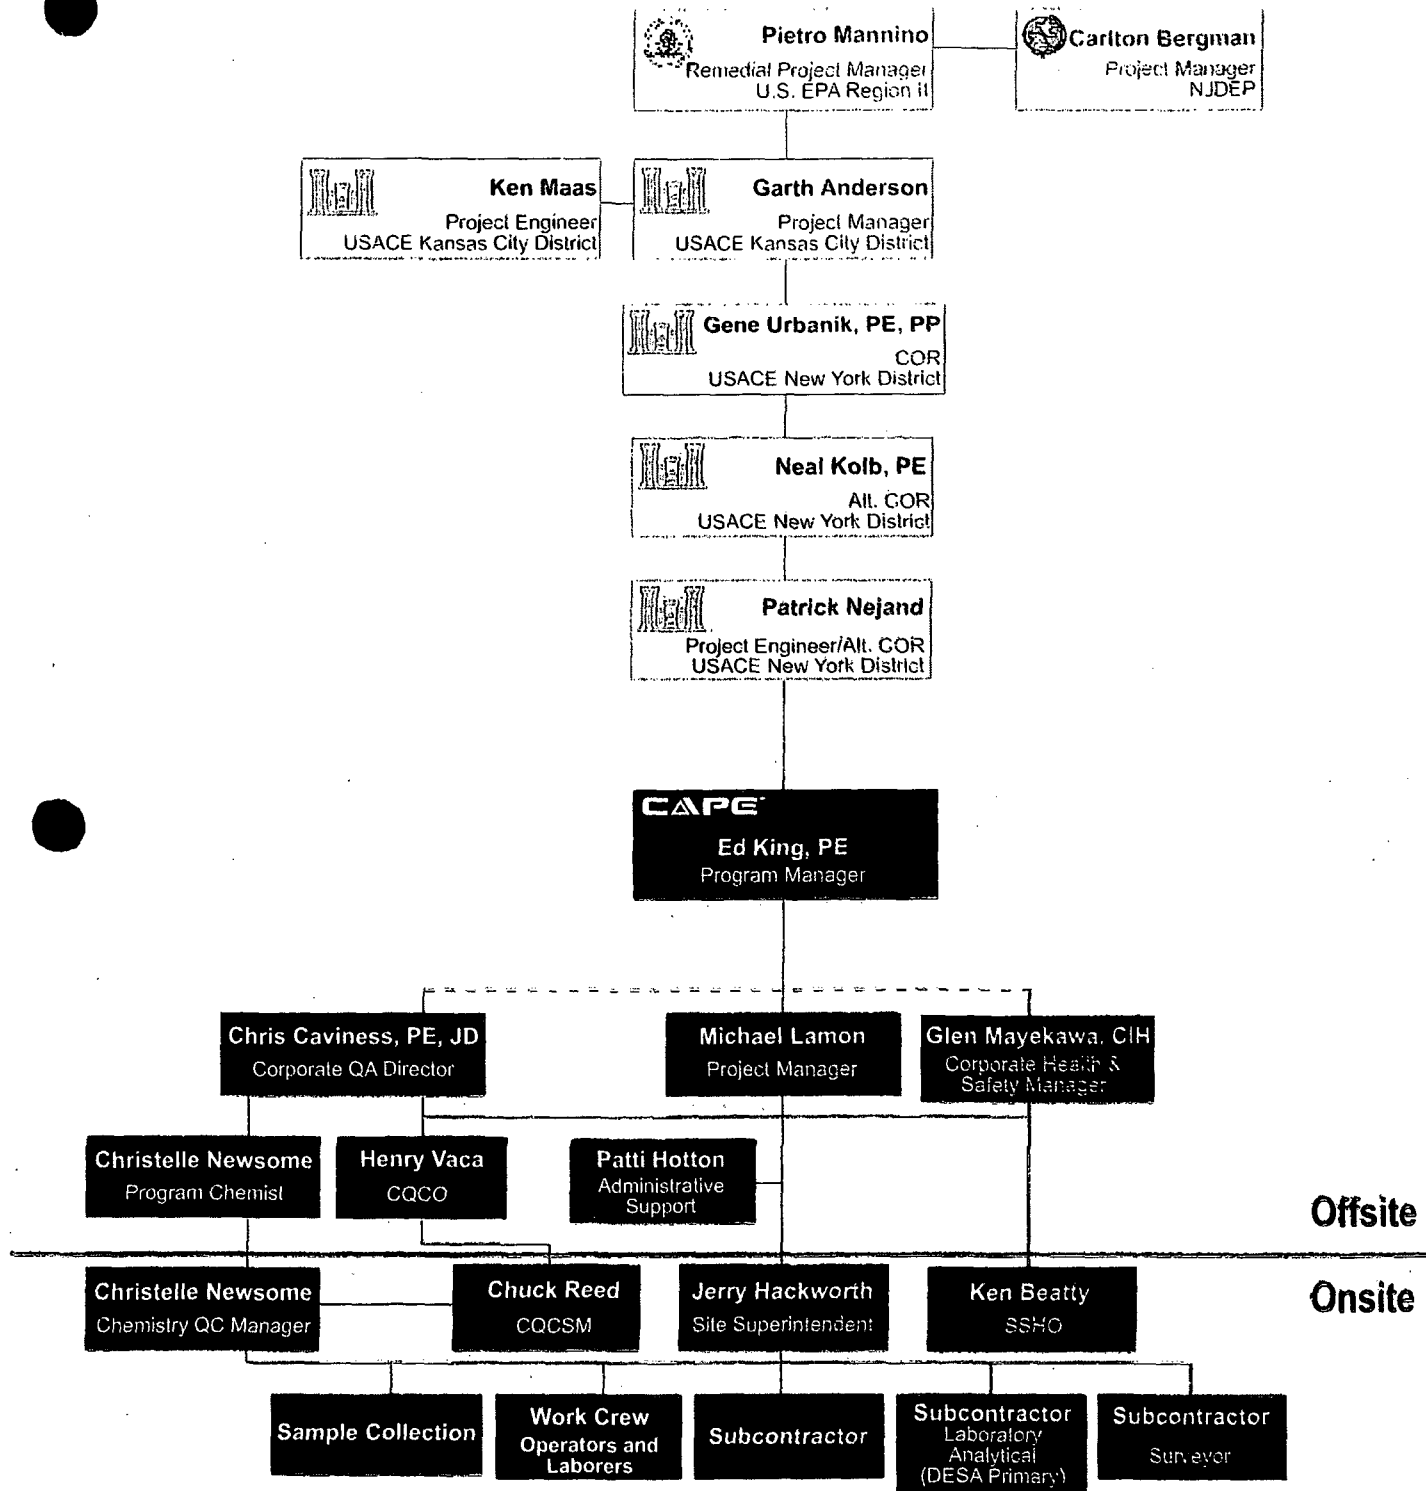 Pietro Mannino
Remedial Project Manager
U.S. EPA Region II
Carlton Bergman
Project Manager
NJDEP
Ken Maas
Project Engineer
USACE Kansas City District
Garth Anderson
Project Manager
USACE Kansas City District
Gene Urbanik, PE, PP
COR
USACE New York District
Neal Kolb, PE
Alt. COR
USACE New York District
Patrick Nejand
Project Engineer/Alt. COR
USACE New York District
CAPE
Ed King, PE
Program Manager
Chris Caviness, PE, JD
Corporate QA Director
Michael Lamon
Project Manager
Glen Mayekawa, CIH
Corporate Health &
Safety Manager
Christelle Newsome
Program Chemist
Henry Vaca
CQCO
Patti Hotton
Administrative
Support
Offsite
Onsite
Christelle Newsome
Chemistry QC Manager
Chuck Reed
CQCSM
Jerry Hackworth
Site Superintendent
Ken Beatty
SSHO
Sample Collection
Work Crew
Operators and
Laborers
Subcontractor
Subcontractor
Laboratory
Analytical
(DESA Primary)
Subcontractor
Surveyor